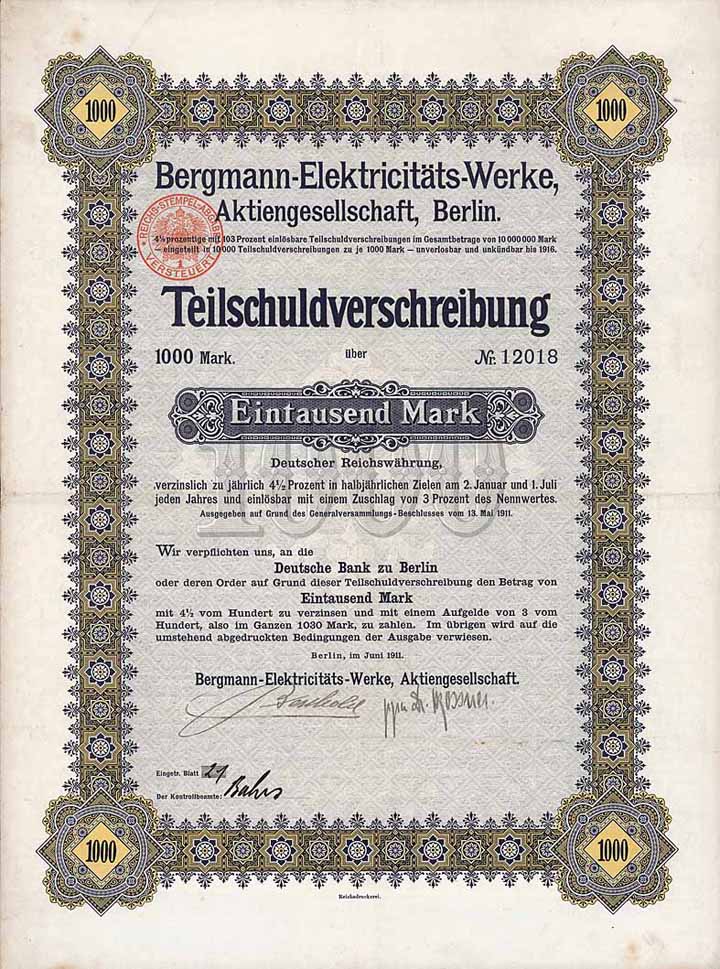 1000 1000
Bergmann-Elektricitäts-Werke,
Aktiengesellschaft, Berlin.
REICHS-STEMPEL-ABGABE
VERSTEUERT
4½ prozentige mit 103 Prozent einlösbare Teilschuldverschreibungen im Gesamtbetrage von 10 000 000 Mark
— eingeteilt in 10 000 Teilschuldverschreibungen zu je 1000 Mark — unverlosbar und unkündbar bis 1916.
Teilschuldverschreibung
1000 Mark. über Nr. 12018
Eintausend Mark
1000
Deutscher Reichswährung,
verzinslich zu jährlich 4½ Prozent in halbjährlichen Zielen am 2. Januar und 1. Juli
jeden Jahres und einlösbar mit einem Zuschlag von 3 Prozent des Nennwertes.
Ausgegeben auf Grund des Generalversammlungs-Beschlusses vom 13. Mai 1911.
Wir verpflichten uns, an die
Deutsche Bank zu Berlin
oder deren Order auf Grund dieser Teilschuldverschreibung den Betrag von
Eintausend Mark
mit 4½ vom Hundert zu verzinsen und mit einem Aufgelde von 3 vom
Hundert, also im Ganzen 1030 Mark, zu zahlen. Im übrigen wird auf die
umstehend abgedruckten Bedingungen der Ausgabe verwiesen.
Berlin, im Juni 1911.
Bergmann-Elektricitäts-Werke, Aktiengesellschaft.
Eingetr. Blatt 21
Der Kontrollbeamte:
1000 1000
Reichsdruckerei.